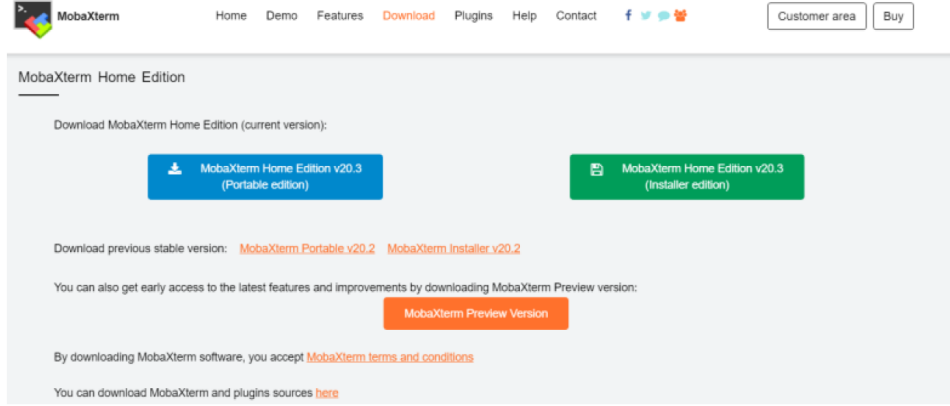 MobaXterm Home Demo Features Download Plugins Help Contact Customer area Buy
MobaXterm Home Edition
Download MobaXterm Home Edition (current version):
MobaXterm Home Edition v20.3
(Portable edition)
MobaXterm Home Edition v20.3
(Installer edition)
Download previous stable version: MobaXterm Portable v20.2 MobaXterm Installer v20.2
You can also get early access to the latest features and improvements by downloading MobaXterm Preview version:
MobaXterm Preview Version
By downloading MobaXterm software, you accept MobaXterm terms and conditions
You can download MobaXterm and plugins sources here